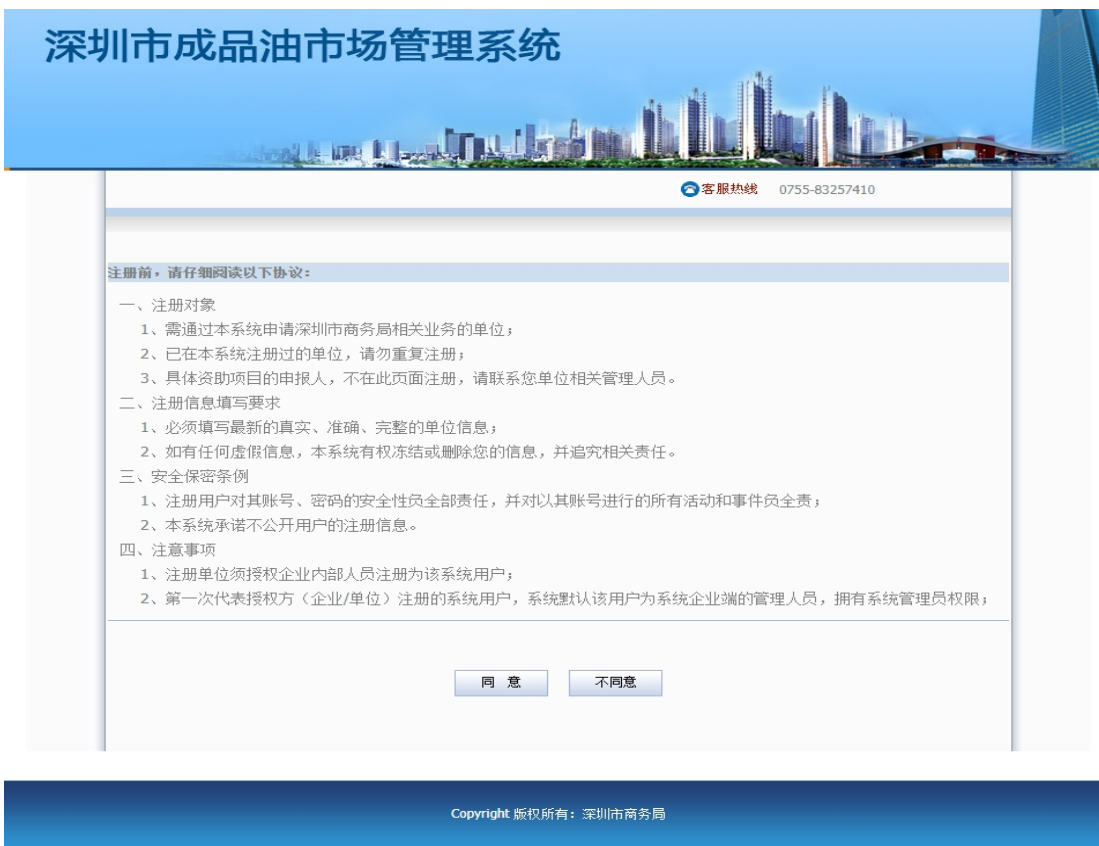 深圳市成品油市场管理系统
客服热线 0755-83257410
注册前，请仔细阅读以下协议：
一、注册对象
1、需通过本系统申请深圳市商务局相关业务的单位；
2、已在本系统注册过的单位，请勿重复注册；
3、具体资助项目的申报人，不在此页面注册，请联系您单位相关管理人员。
二、注册信息填写要求
1、必须填写最新的真实、准确、完整的单位信息；
2、如有任何虚假信息，本系统有权冻结或删除您的信息，并追究相关责任。
三、安全保密条例
1、注册用户对其账号、密码的安全性负全部责任，并对以其账号进行的所有活动和事件负全责；
2、本系统承诺不公开用户的注册信息。
四、注意事项
1、注册单位须授权企业内部人员注册为该系统用户；
2、第一次代表授权方（企业/单位）注册的系统用户，系统默认该用户为系统企业端的管理人员，拥有系统管理员权限；
同 意 不同意
Copyright 版权所有：深圳市商务局